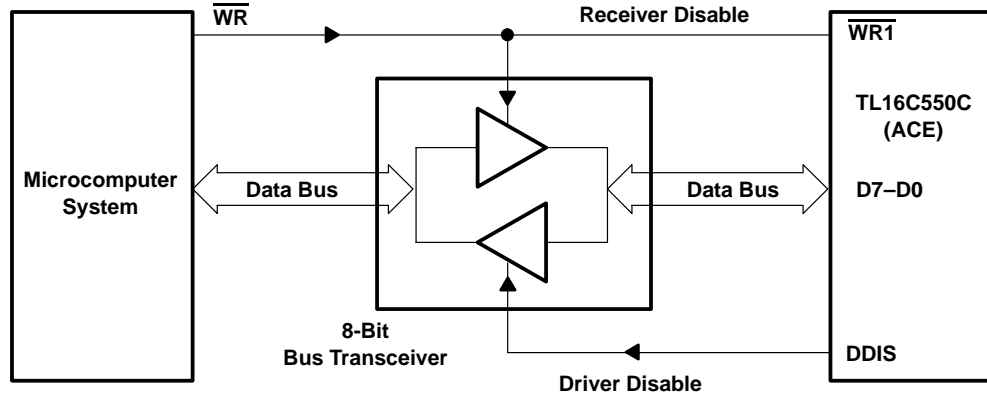 WR
Receiver Disable
WR1
TL16C550C
(ACE)
Microcomputer
System
Data Bus
Data Bus
D7–D0
8-Bit
Bus Transceiver
DDIS
Driver Disable